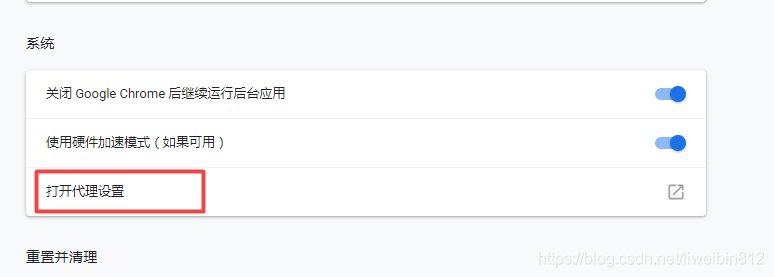 系统
关闭 Google Chrome 后继续运行后台应用
使用硬件加速模式（如果可用）
打开代理设置
重置并清理
https://blog.csdn.net/liweibin812